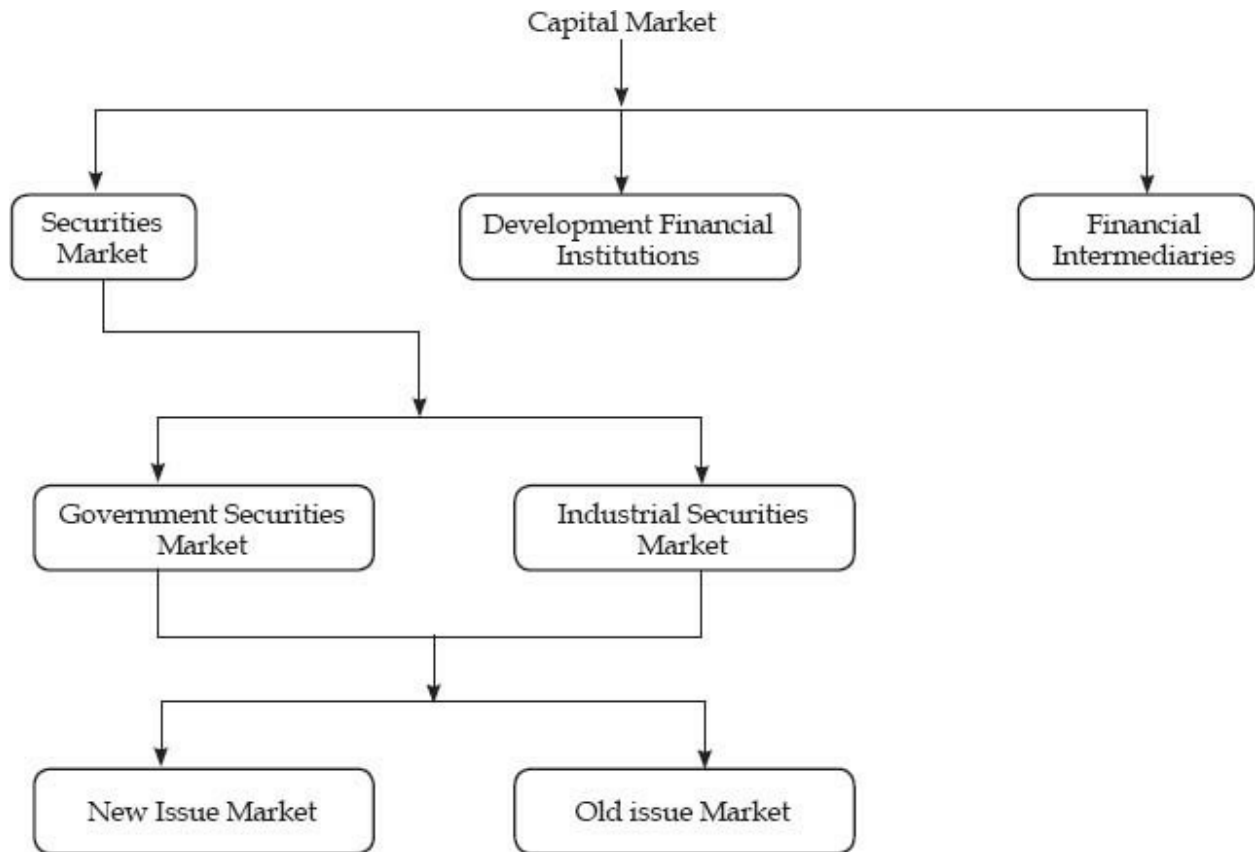 Capital Market
Securities
Market
Development Financial
Institutions
Financial
Intermediaries
Government Securities
Market
Industrial Securities
Market
New Issue Market
Old issue Market